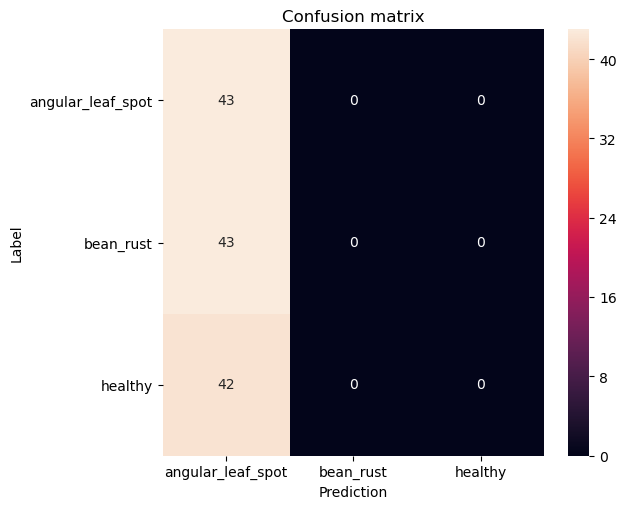 Confusion matrix
Label
angular_leaf_spot 43 0 0
bean_rust 43 0 0
healthy 42 0 0
angular_leaf_spot bean_rust healthy
Prediction
40
32
24
16
8
0